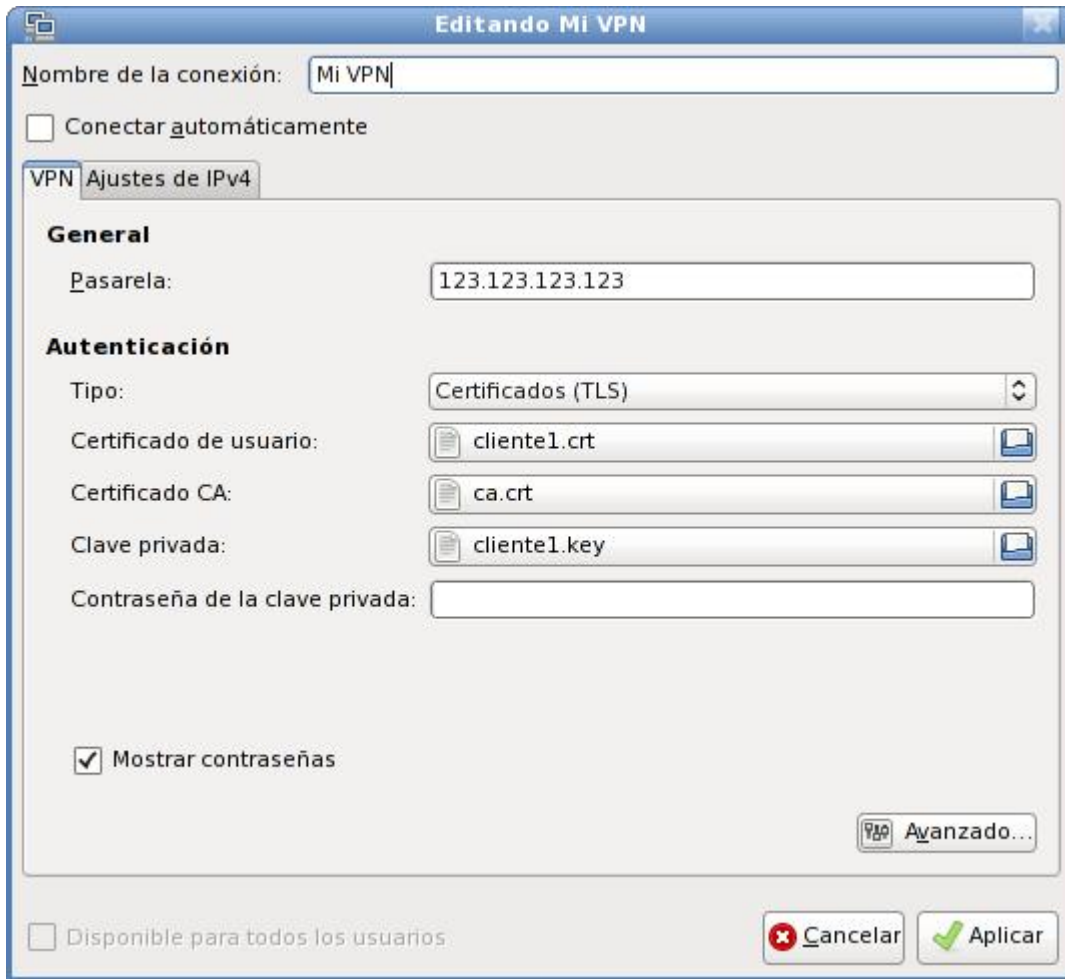 Editando Mi VPN
Nombre de la conexión: Mi VPN
Conectar automáticamente
VPN Ajustes de IPv4
General
Pasarela: 123.123.123.123
Autenticación
Tipo: Certificados (TLS)
Certificado de usuario: cliente1.crt
Certificado CA: ca.crt
Clave privada: cliente1.key
Contraseña de la clave privada:
Mostrar contraseñas
Avanzado...
Disponible para todos los usuarios Cancelar Aplicar